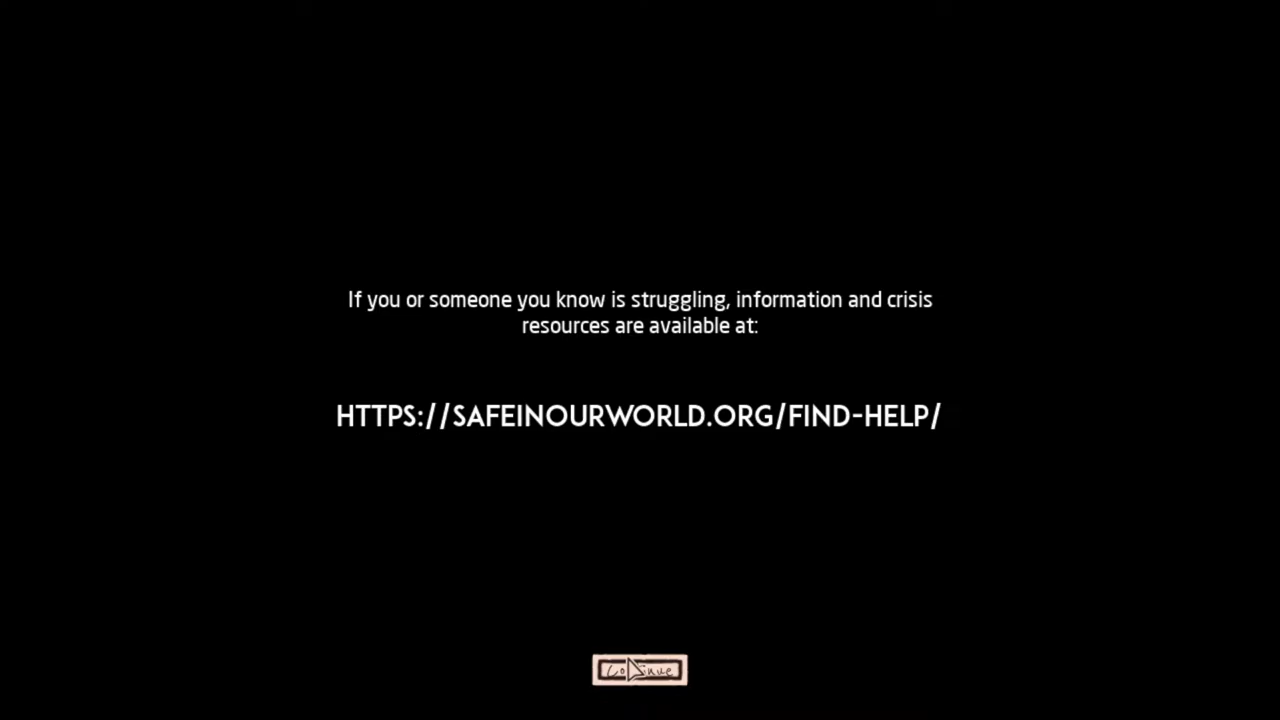 If you or someone you know is struggling, information and crisis
resources are available at:
HTTPS://SAFEINOURWORLD.ORG/FIND-HELP/